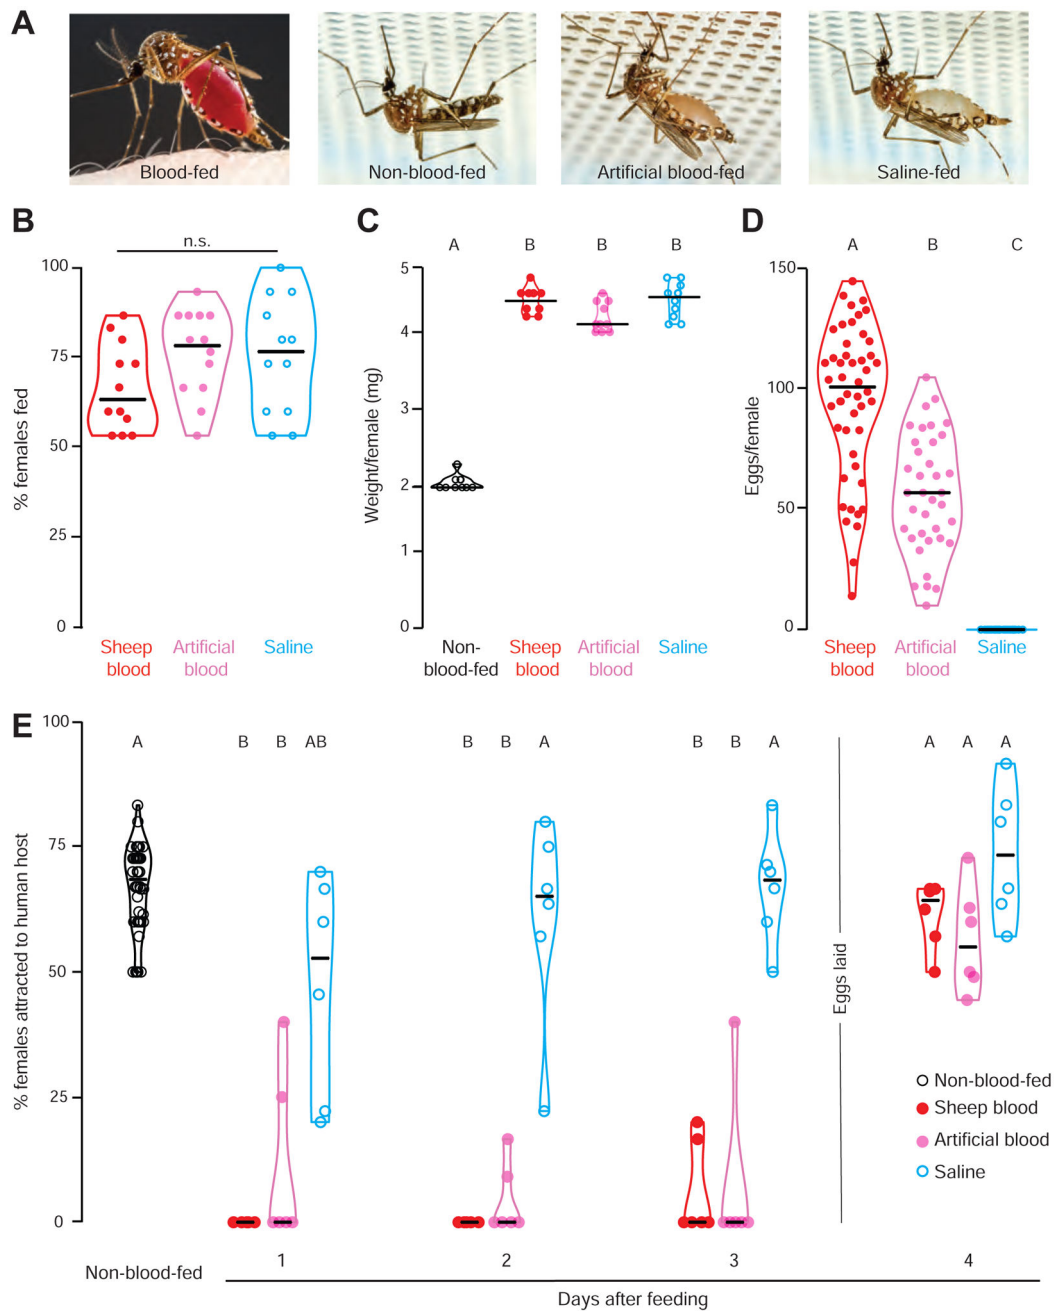 A
Blood-fed
Non-blood-fed
Artificial blood-fed
Saline-fed
B
n.s.
100
75
50
25
0
% females fed
Sheep
blood
Artificial
blood
Saline
C
A B B B
5
4
3
2
1
0
Weight/female (mg)
Non-
blood-fed
Sheep
blood
Artificial
blood
Saline
D
A B C
150
100
50
0
Eggs/female
Sheep
blood
Artificial
blood
Saline
E
100
75
50
25
0
% females attracted to human host
A B B AB B B A B B A A A A
Eggs laid
Non-blood-fed
Sheep blood
Artificial blood
Saline
Non-blood-fed
1 2 3 4
Days after feeding